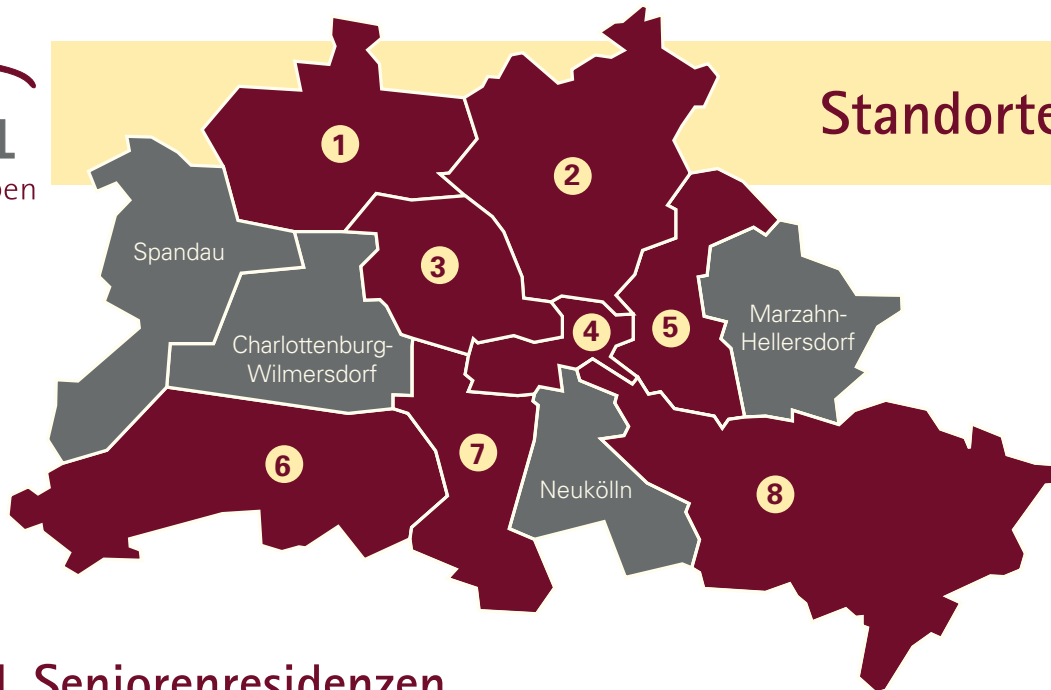 Standorte
1
2
Spandau
3
4
5
Marzahn-
Hellersdorf
Charlottenburg-
Wilmersdorf
6
7
Neukölln
8
Seniorenresidenzen